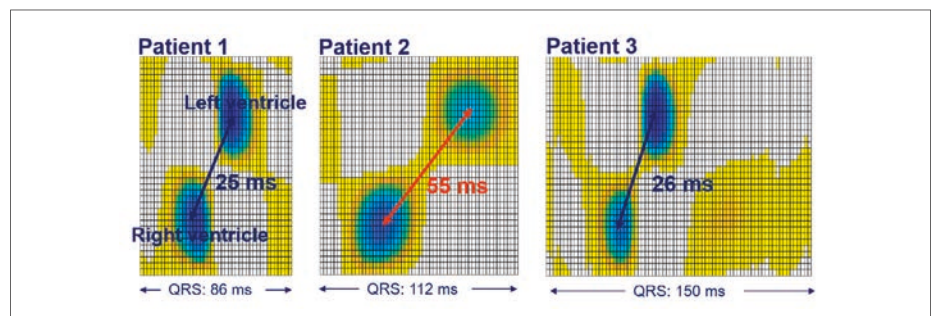 Patient 1
Patient 2
Patient 3
Left ventricle
25 ms
55 ms
26 ms
Right ventricle
QRS: 86 ms
QRS: 112 ms
QRS: 150 ms